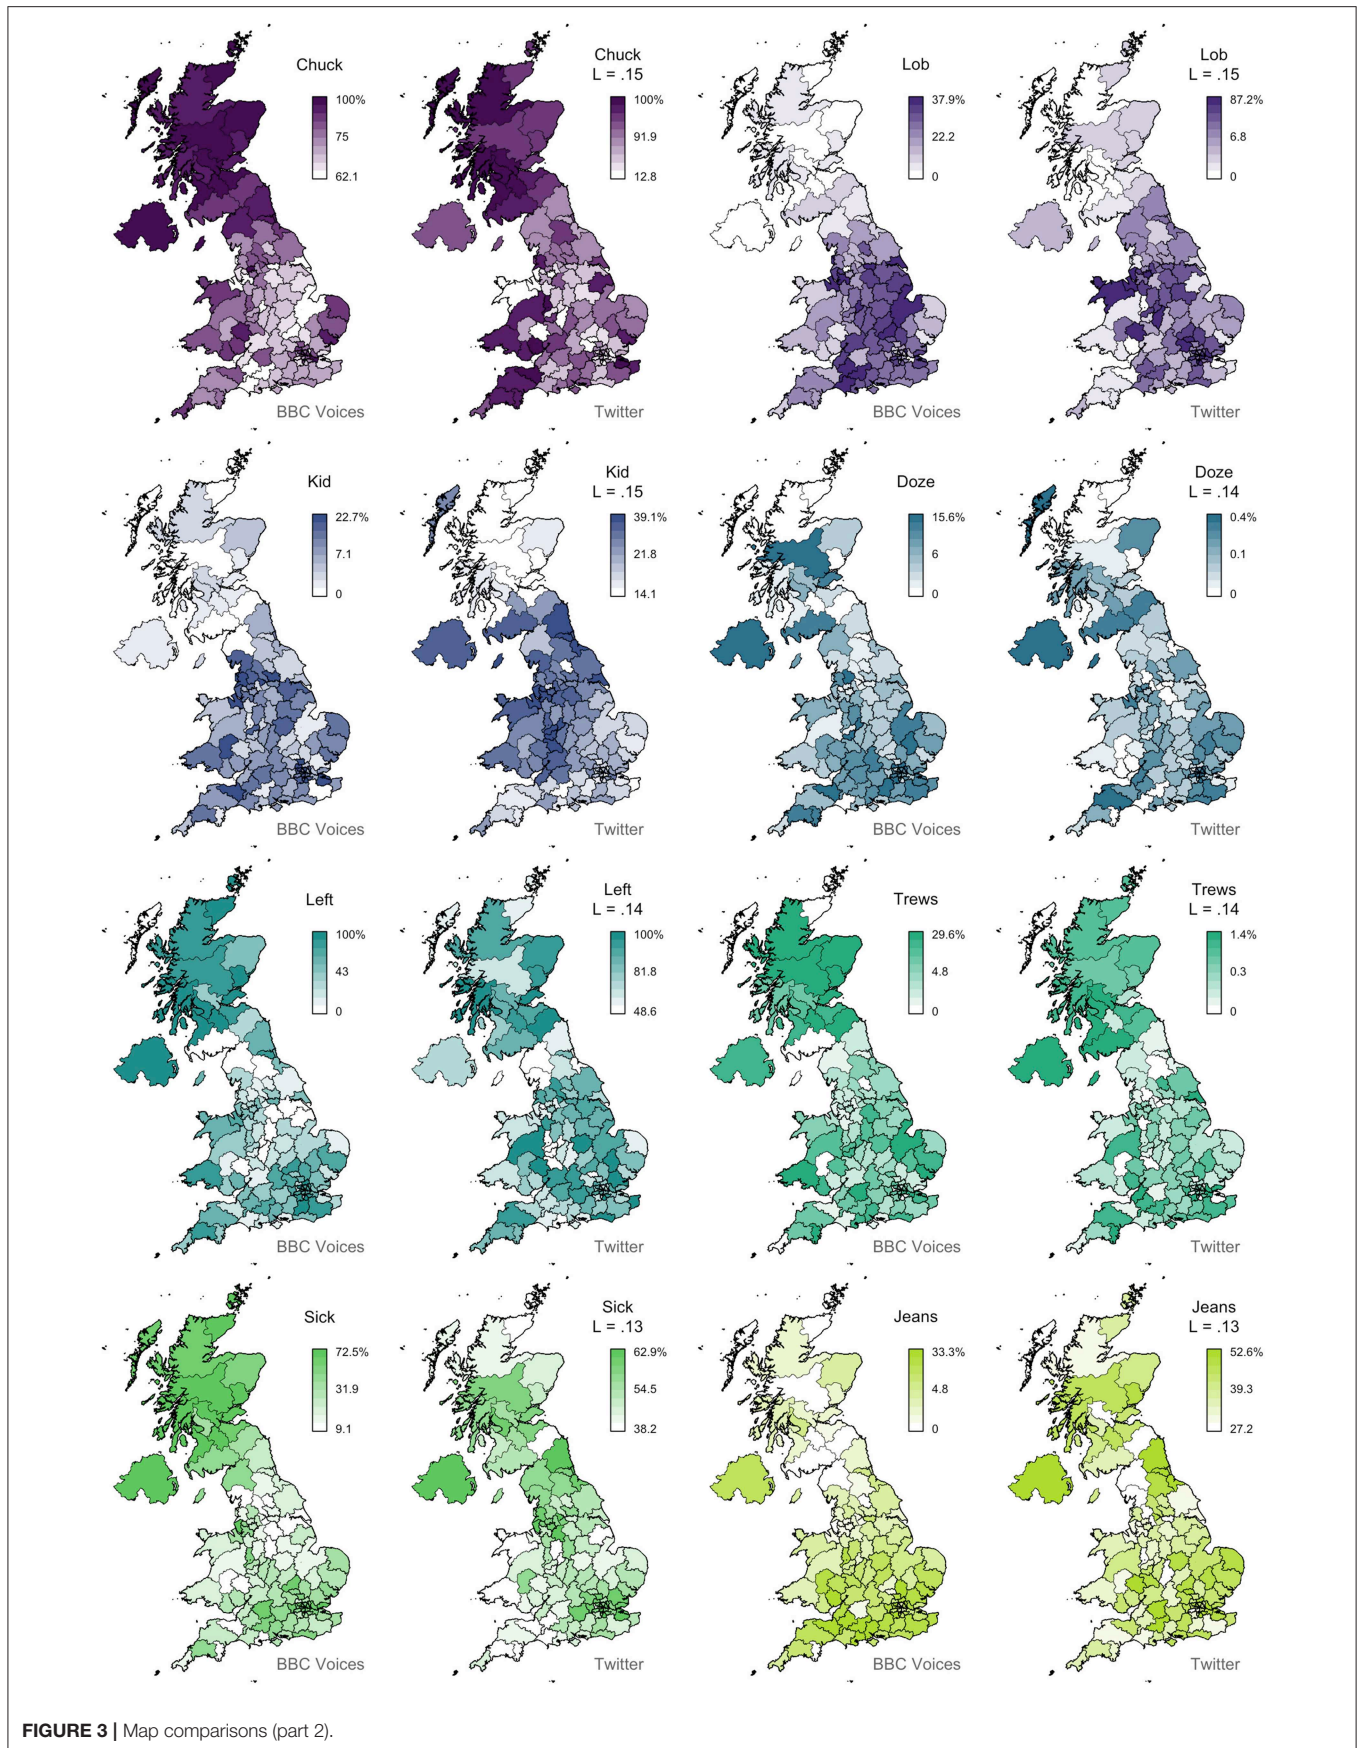 Chuck
100%
75
62.1
BBC Voices
Chuck
L = .15
100%
91.9
12.8
Twitter
Lob
37.9%
22.2
0
BBC Voices
Lob
L = .15
87.2%
6.8
0
Twitter
Kid
22.7%
7.1
0
BBC Voices
Kid
L = .15
39.1%
21.8
14.1
Twitter
Doze
15.6%
6
0
BBC Voices
Doze
L = .14
0.4%
0.1
0
Twitter
Left
100%
43
0
BBC Voices
Left
L = .14
100%
81.8
48.6
Twitter
Trews
29.6%
4.8
0
BBC Voices
Trews
L = .14
1.4%
0.3
0
Twitter
Sick
72.5%
31.9
9.1
BBC Voices
Sick
L = .13
62.9%
54.5
38.2
Twitter
Jeans
33.3%
4.8
0
BBC Voices
Jeans
L = .13
52.6%
39.3
27.2
Twitter
FIGURE 3 | Map comparisons (part 2).